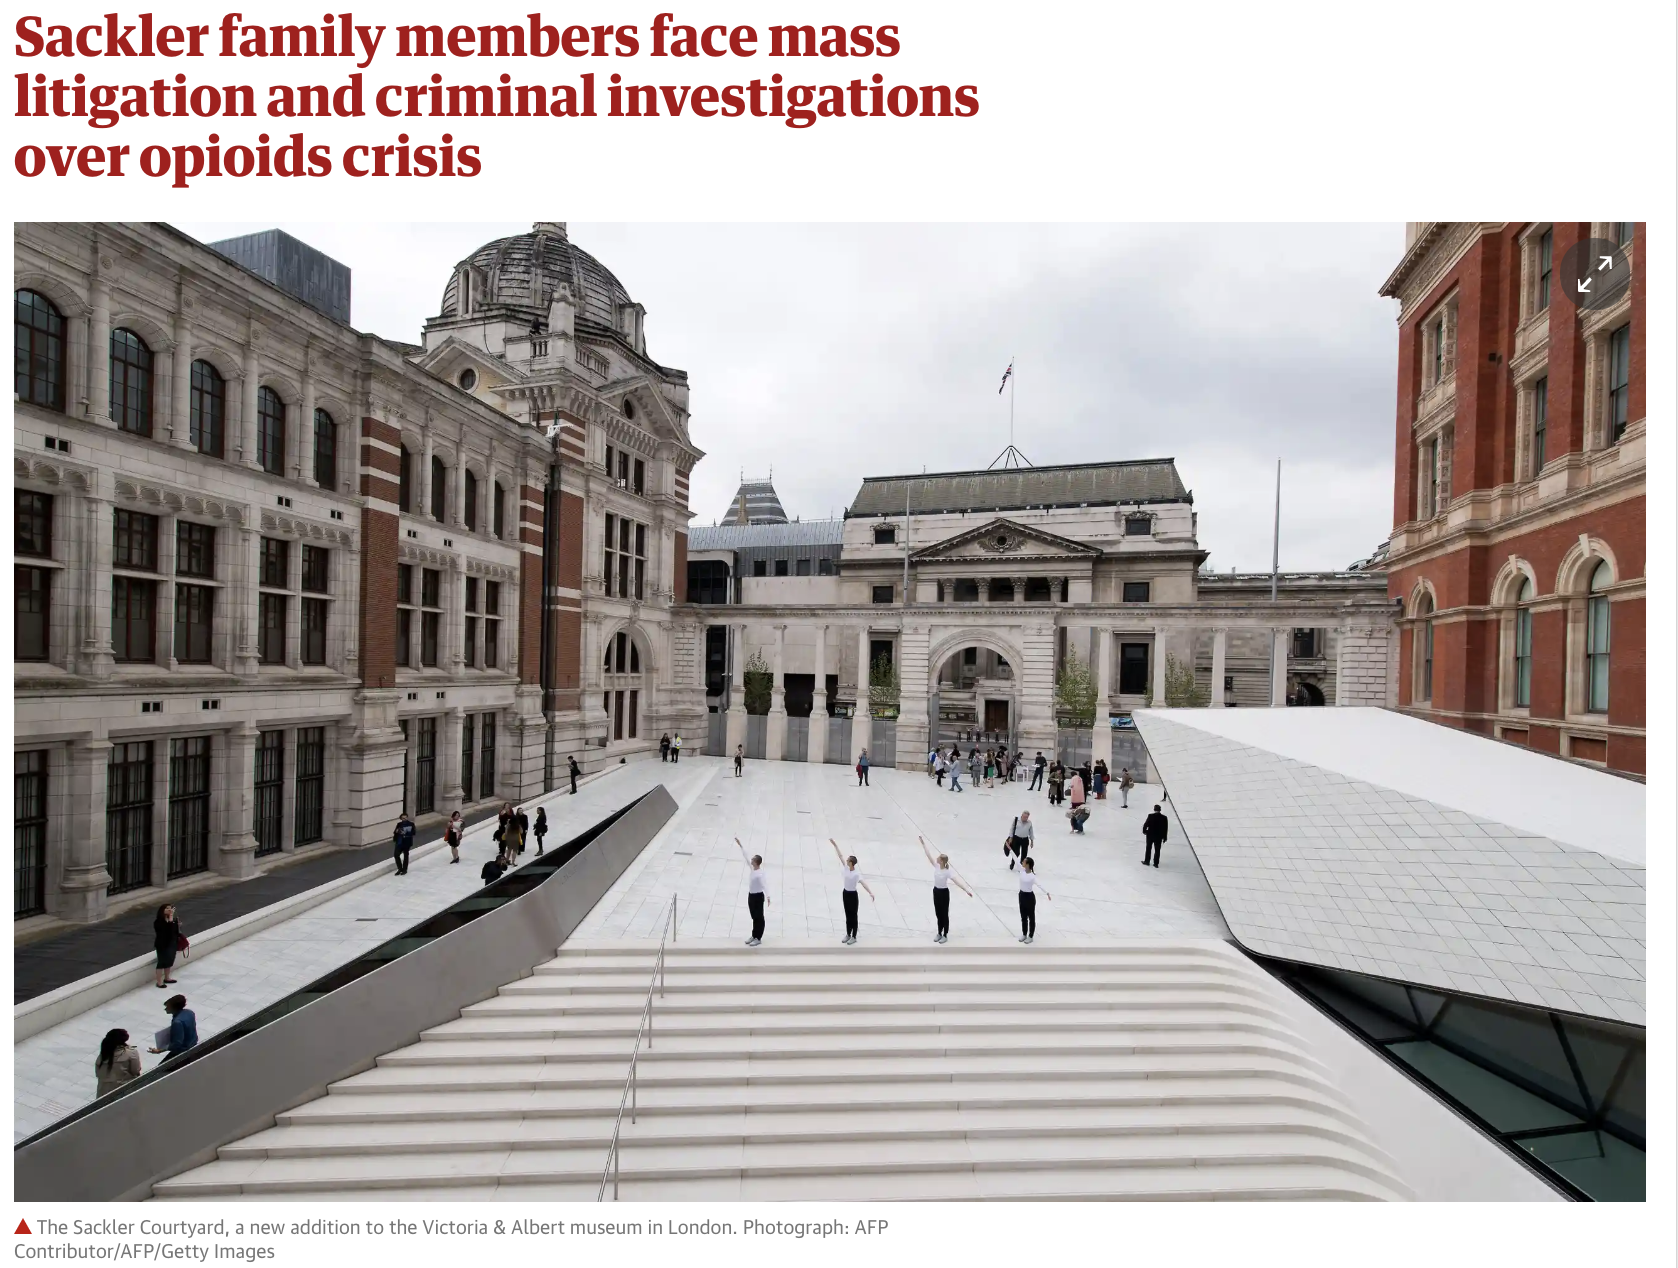 Sackler family members face mass
litigation and criminal investigations
over opioids crisis
The Sackler Courtyard, a new addition to the Victoria & Albert museum in London. Photograph: AFP
Contributor/AFP/Getty Images